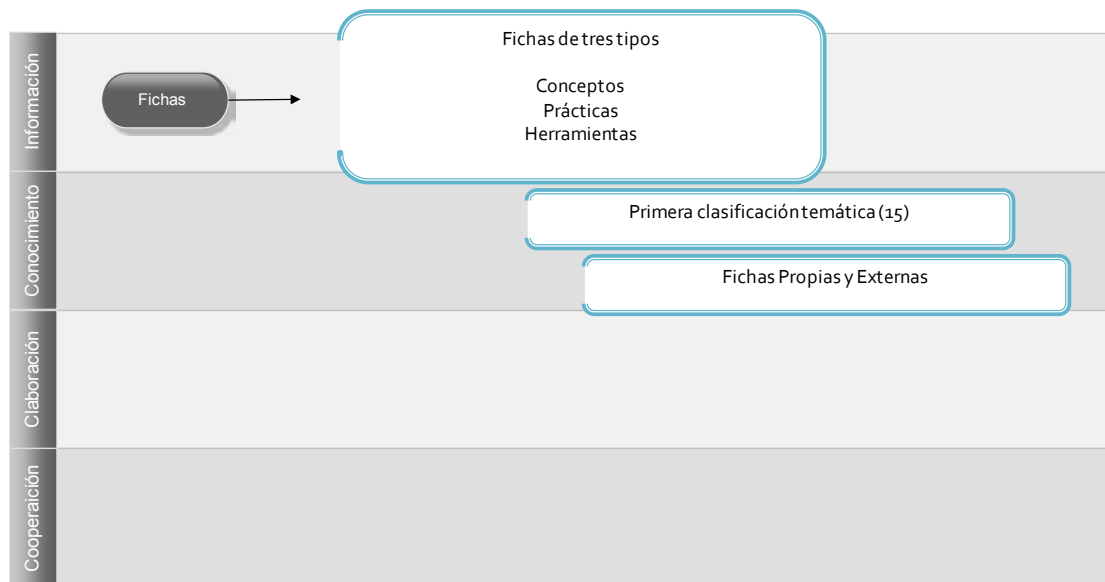 Información
Fichas
Fichas de tres tipos
Conceptos
Prácticas
Herramientas
Conocimiento
Primera clasificación temática (15)
Fichas Propias y Externas
Claboración
Cooperaición